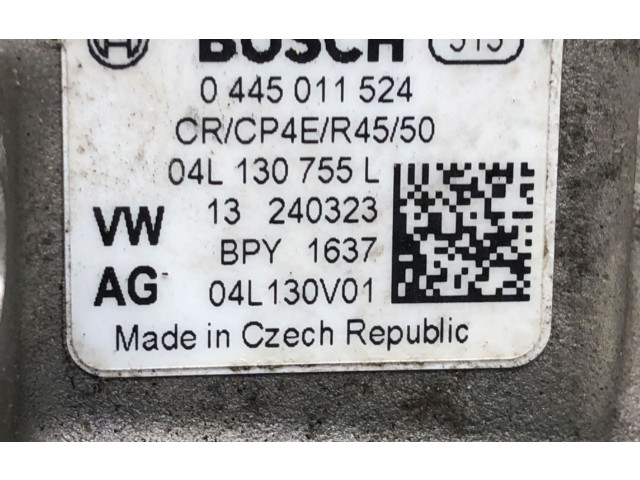 BOSCH 515
0 445 011 524
CR/CP4E/R45/50
04L 130 755 L
VW 13 240323
BPY 1637
AG 04L130V01
Made in Czech Republic